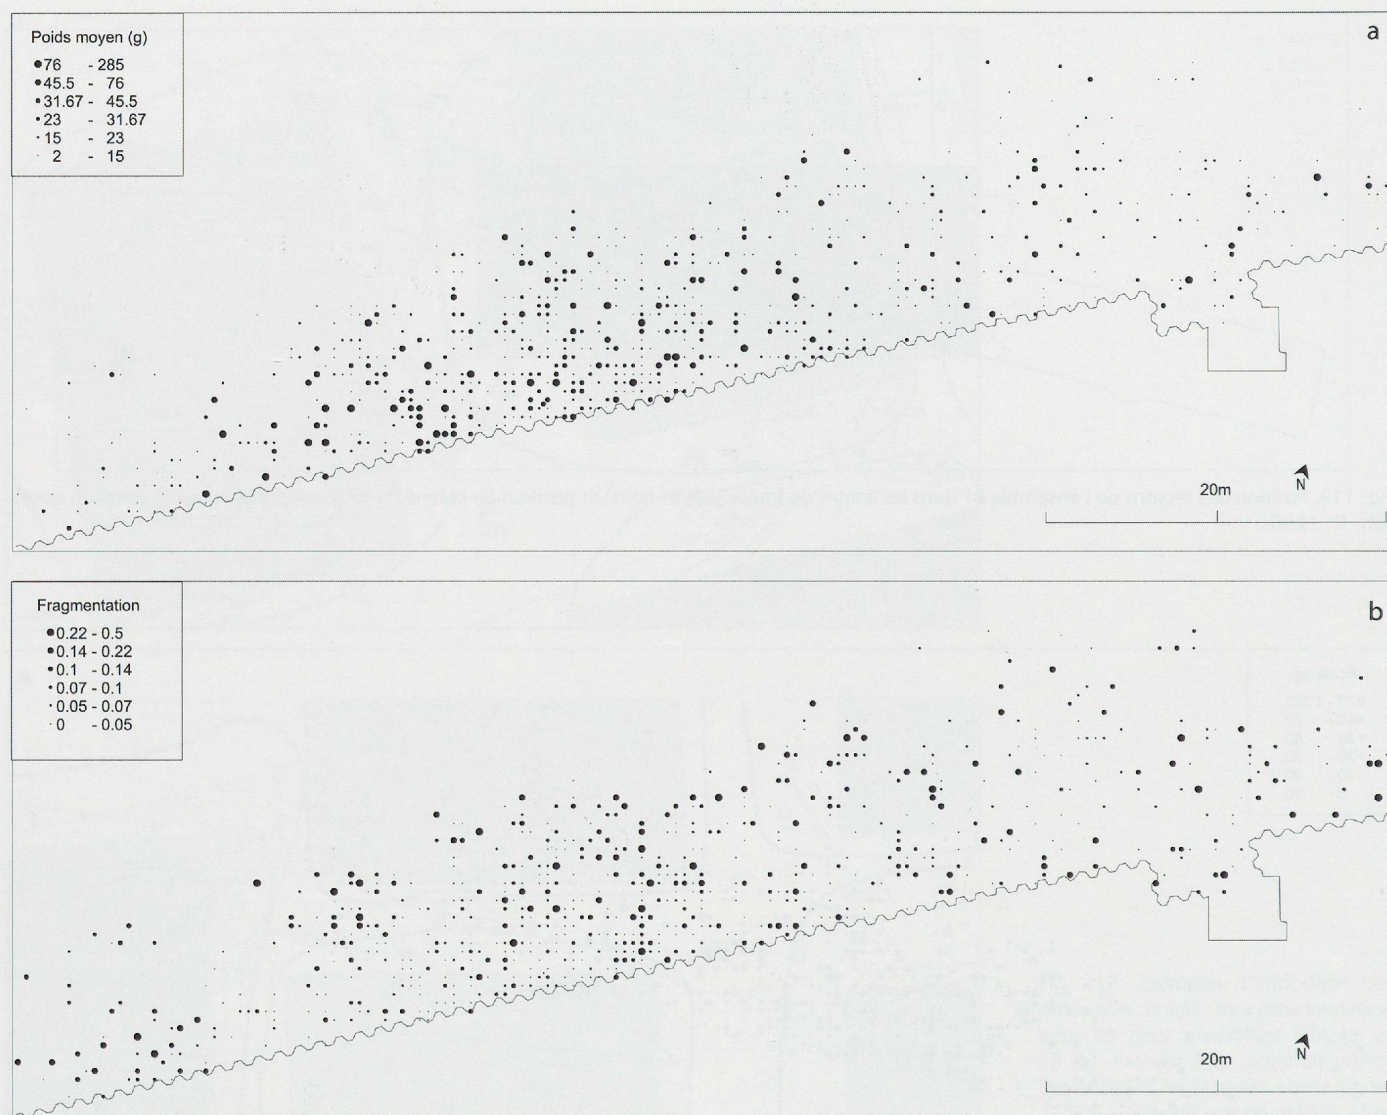 a
Poids moyen (g)
76 - 285
45.5 - 76
31.67 - 45.5
23 - 31.67
15 - 23
2 - 15
20m
N
b
Fragmentation
0.22 - 0.5
0.14 - 0.22
0.1 - 0.14
0.07 - 0.1
0.05 - 0.07
0 - 0.05
20m
N